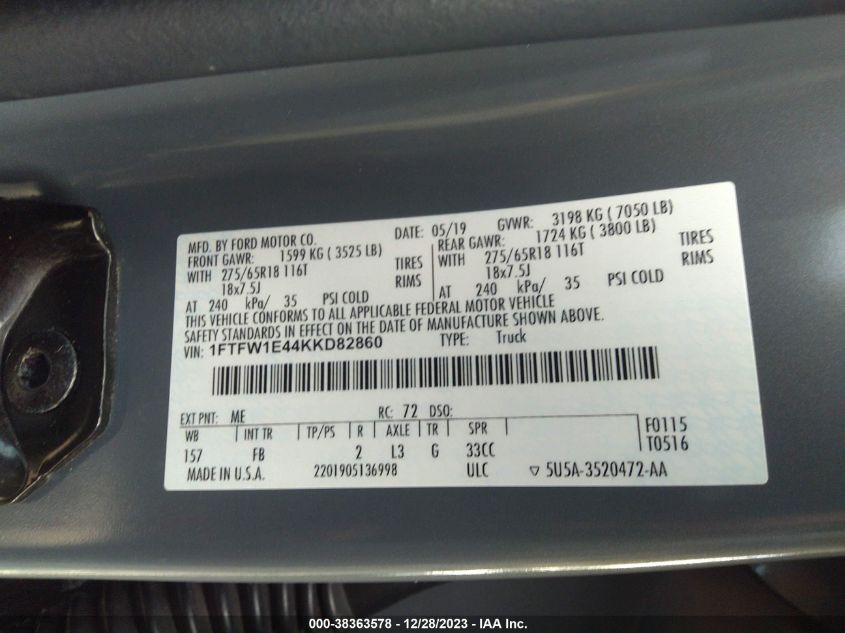 MFD. BY FORD MOTOR CO. DATE: 05/19 GVWR: 3198 KG ( 7050 LB)
FRONT GAWR: 1599 KG ( 3525 LB) REAR GAWR: 1724 KG ( 3800 LB)
WITH 275/65R18 116T TIRES WITH 275/65R18 116T TIRES
18x7.5J RIMS 18x7.5J RIMS
AT 240 kPa/ 35 PSI COLD AT 240 kPa/ 35 PSI COLD
THIS VEHICLE CONFORMS TO ALL APPLICABLE FEDERAL MOTOR VEHICLE
SAFETY STANDARDS IN EFFECT ON THE DATE OF MANUFACTURE SHOWN ABOVE.
VIN: 1FTFW1E44KKD82860 TYPE: Truck
EXT PNT: ME RC: 72 DSO:
WB INT TR TP/PS R AXLE TR SPR F0115
157 FB 2 L3 G 33CC T0516
MADE IN U.S.A. 2201905136998 ULC ▽ 5U5A-3520472-AA
000-38363578 - 12/28/2023 - IAA Inc.